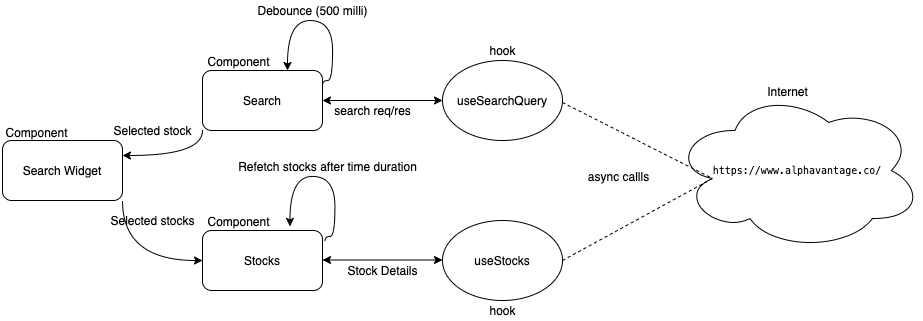 Debounce (500 milli)
hook
Component
Search
search req/res
useSearchQuery
Internet
Component
Selected stock
Search Widget
Refetch stocks after time duration
async callls
https://www.alphavantage.co/
Selected stocks
Component
Stocks
Stock Details
useStocks
hook